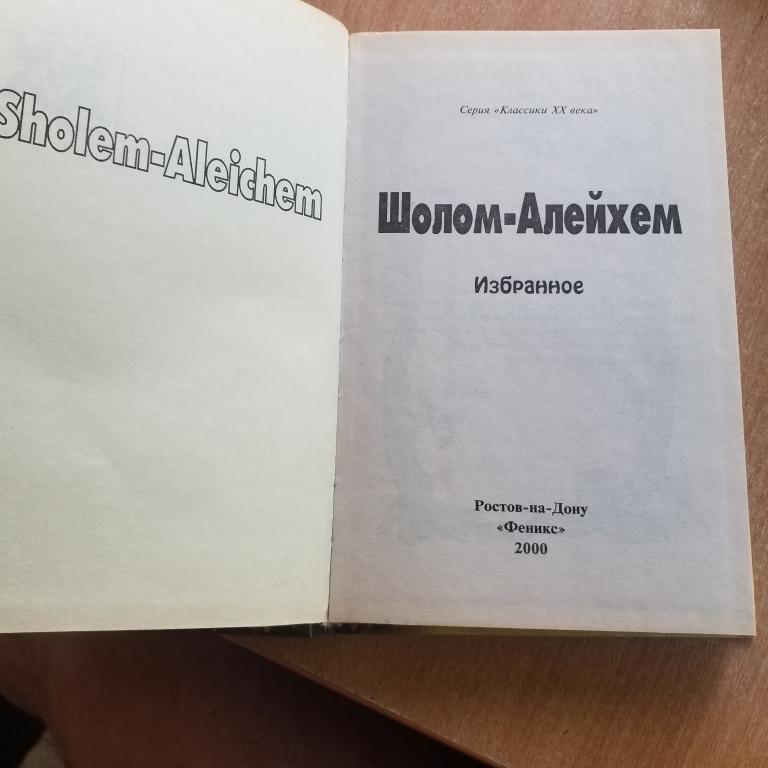 Sholem-Aleichem
Серия «Классики XX века»
Шолом-Алейхем
Избранное
Ростов-на-Дону
«Феникс»
2000